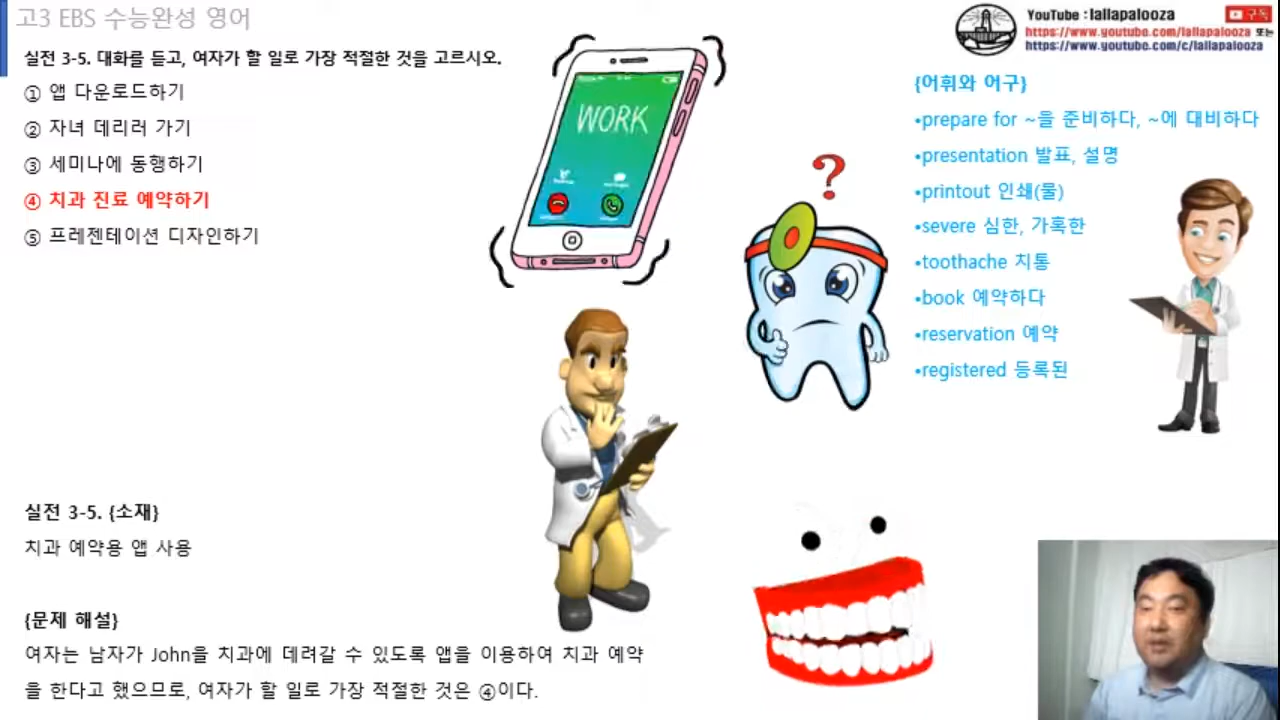 고3 EBS 수능완성 영어
실전 3-5. 대화를 듣고, 여자가 할 일로 가장 적절한 것을 고르시오.
① 앱 다운로드하기
② 자녀 데리러 가기
③ 세미나에 동행하기
④ 치과 진료 예약하기
⑤ 프레젠테이션 디자인하기
WORK
YouTube : lallapalooza
구독
https://www.youtube.com/lallapalooza 또는
https://www.youtube.com/c/lallapalooza
{어휘와 어구}
•prepare for ~을 준비하다, ~에 대비하다
•presentation 발표, 설명
•printout 인쇄(물)
•severe 심한, 가혹한
•toothache 치통
•book 예약하다
•reservation 예약
•registered 등록된
?
실전 3-5. {소재}
치과 예약용 앱 사용
{문제 해설}
여자는 남자가 John을 치과에 데려갈 수 있도록 앱을 이용하여 치과 예약
을 한다고 했으므로, 여자가 할 일로 가장 적절한 것은 ④이다.